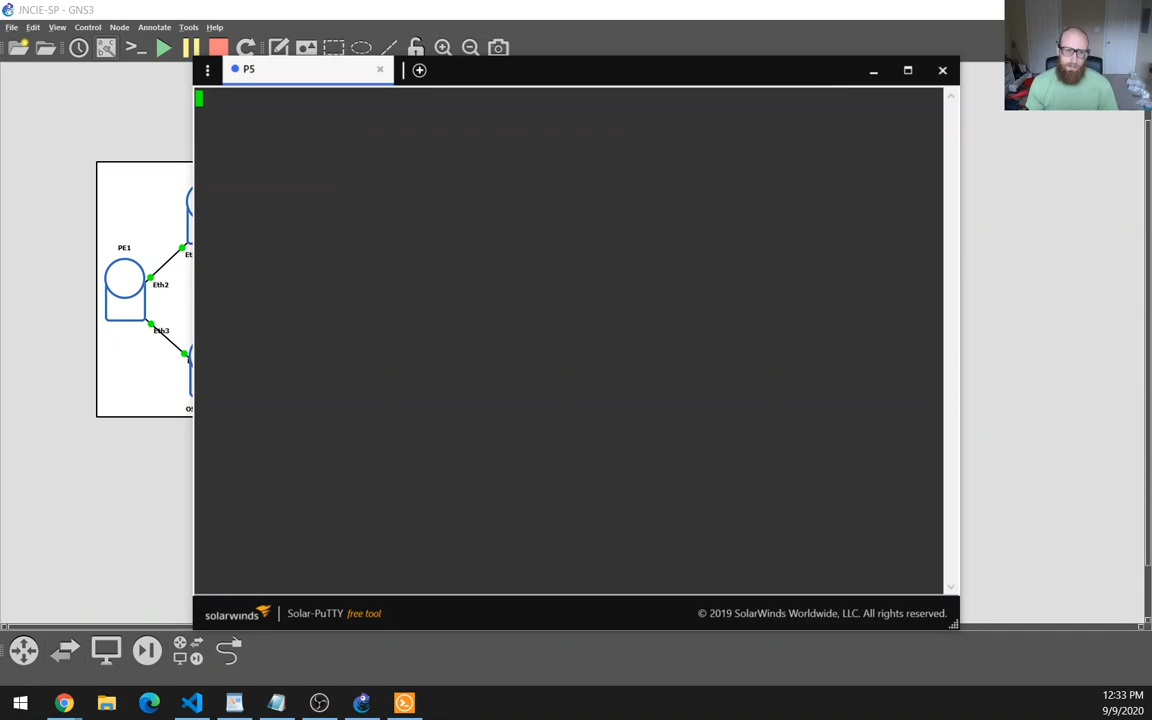 JNCIE-SP - GNS3
File Edit View Control Node Annotate Tools Help
P5
PE1
Eth2
Eth3
solarwinds Solar-PuTTY free tool
© 2019 SolarWinds Worldwide, LLC. All rights reserved.
12:33 PM
9/9/2020